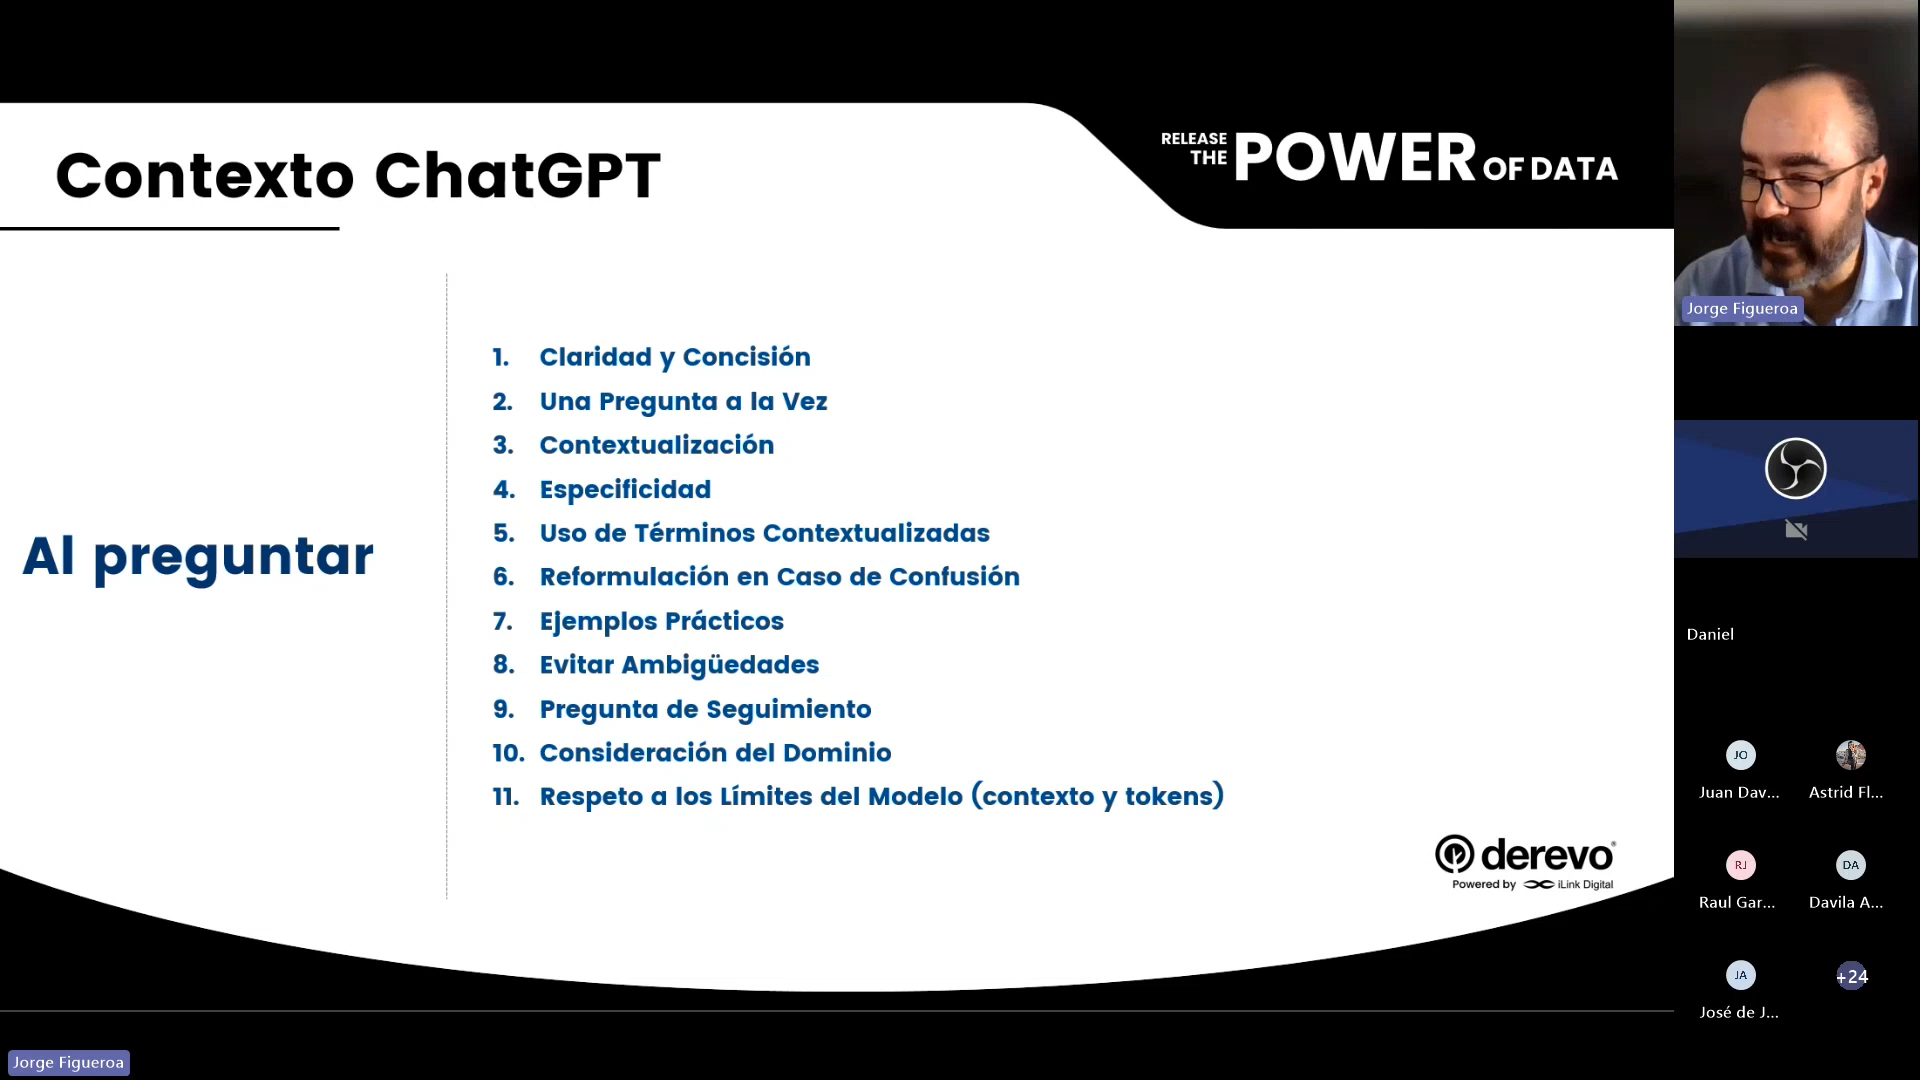 Contexto ChatGPT
RELEASE
THE
POWER OF DATA
Al preguntar
1. Claridad y Concisión
2. Una Pregunta a la Vez
3. Contextualización
4. Especificidad
5. Uso de Términos Contextualizadas
6. Reformulación en Caso de Confusión
7. Ejemplos Prácticos
8. Evitar Ambigüedades
9. Pregunta de Seguimiento
10. Consideración del Dominio
11. Respeto a los Límites del Modelo (contexto y tokens)
derevo®
Powered by iLink Digital
Jorge Figueroa
Jorge Figueroa
Daniel
JO
Juan Dav...
Astrid Fl...
RJ
Raul Gar...
DA
Davila A...
JA
José de J...
+24